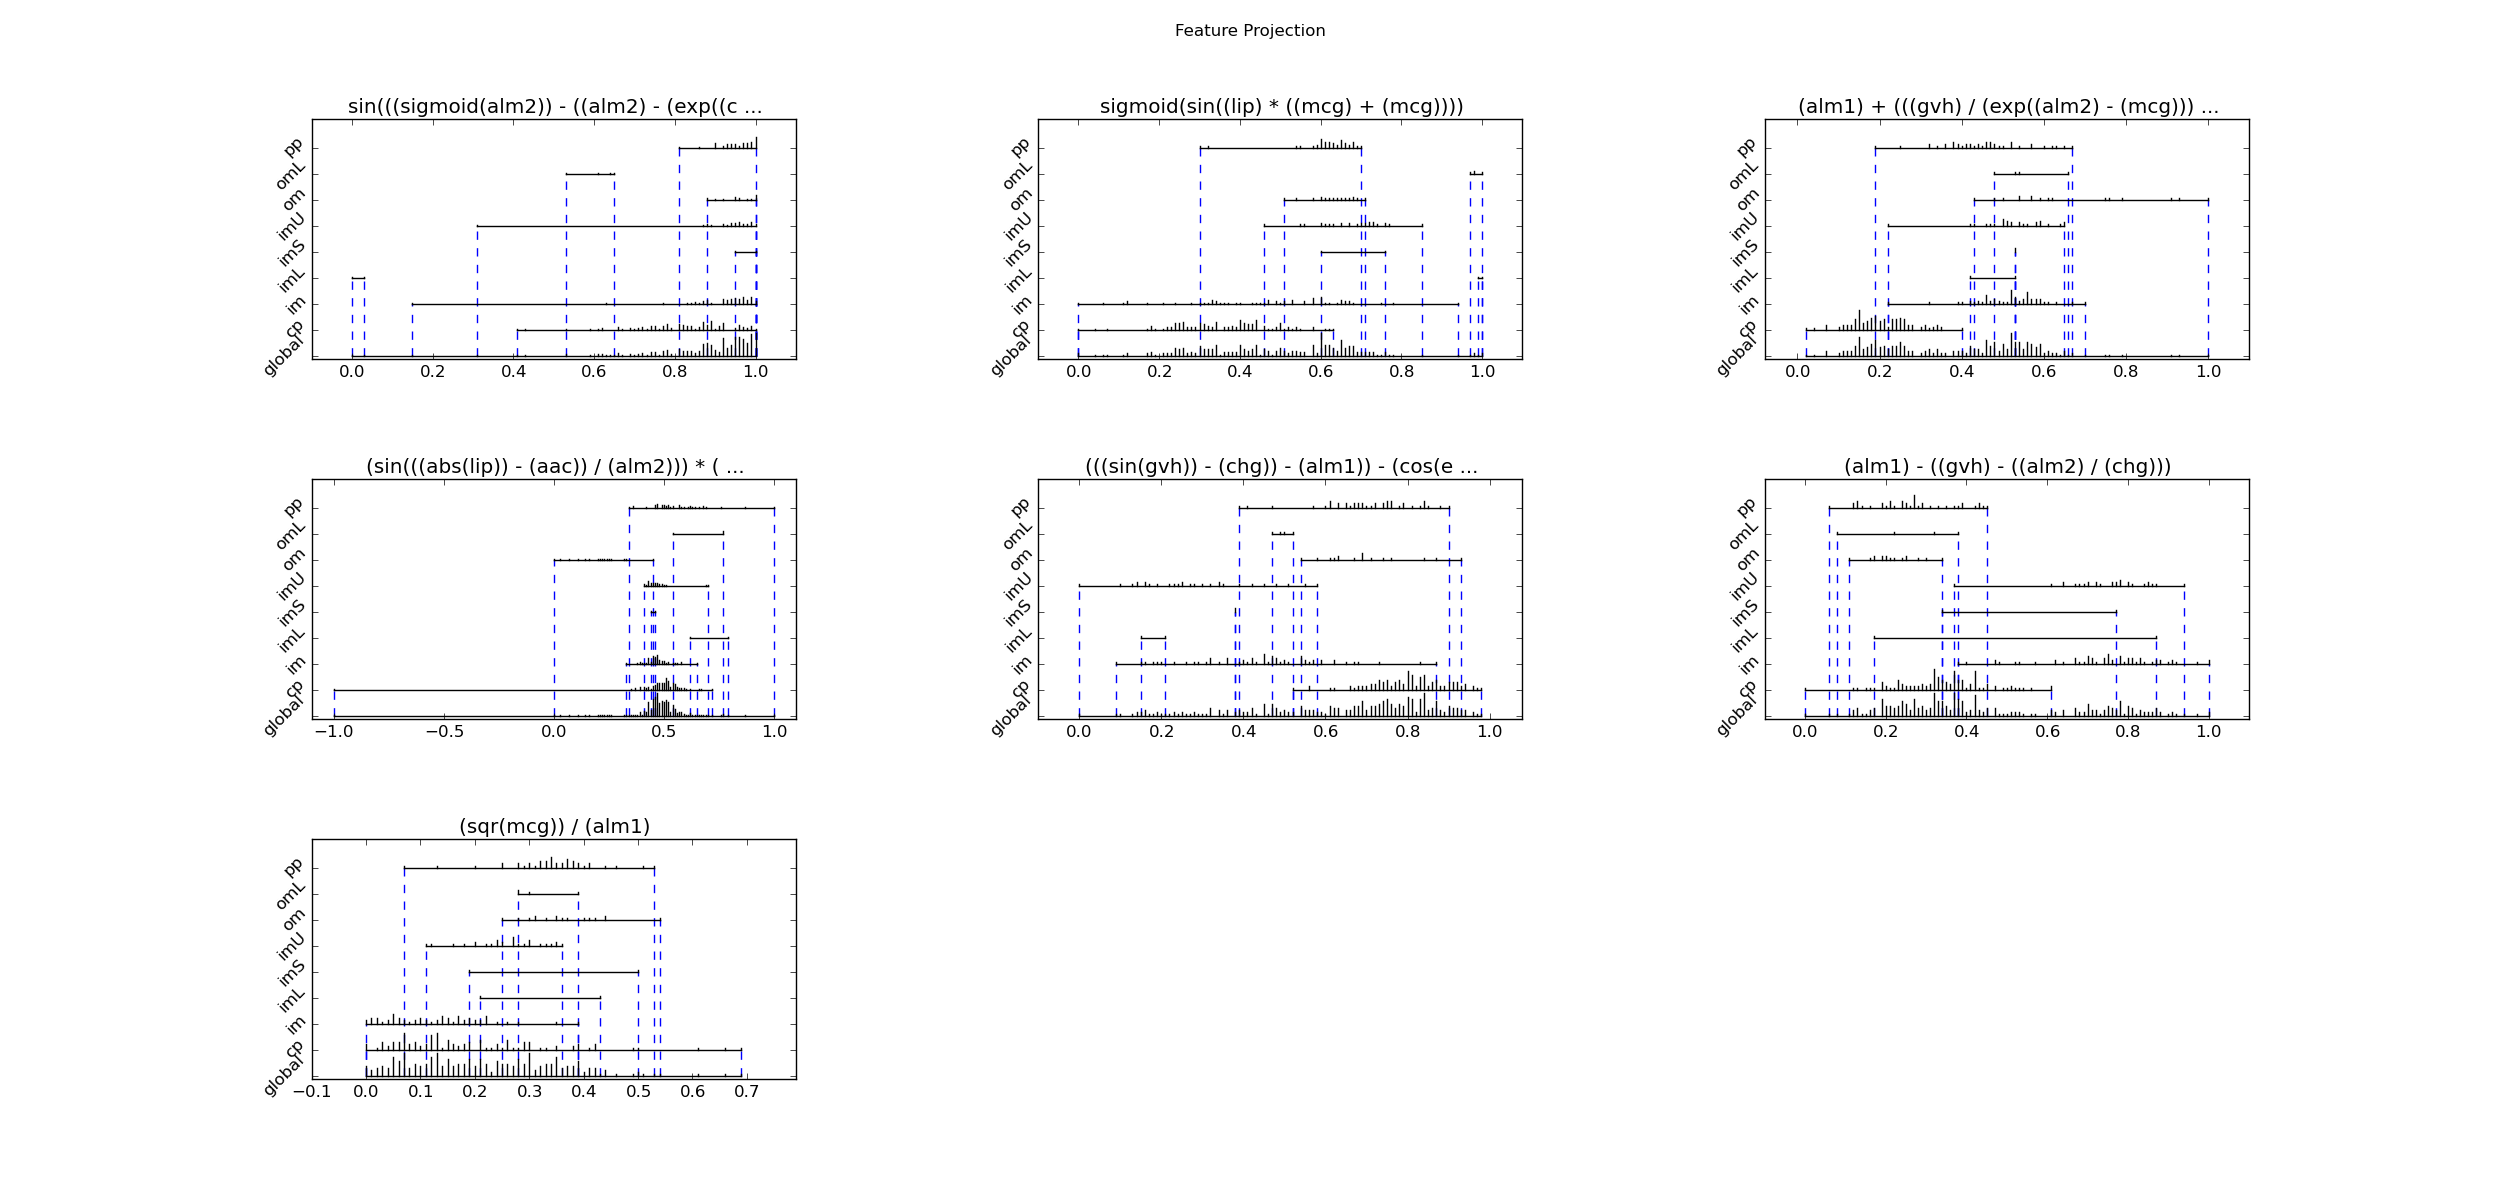 Feature Projection
sin(((sigmoid(alm2)) - ((alm2) - (exp((c ...
pp
omL
om
imU
imS
imL
im
cp
global
0.0 0.2 0.4 0.6 0.8 1.0
sigmoid(sin((lip) * ((mcg) + (mcg))))
pp
omL
om
imU
imS
imL
im
cp
global
0.0 0.2 0.4 0.6 0.8 1.0
(alm1) + (((gvh) / (exp((alm2) - (mcg))) ...
pp
omL
om
imU
imS
imL
im
cp
global
0.0 0.2 0.4 0.6 0.8 1.0
(sin(((abs(lip)) - (aac)) / (alm2))) * ( ...
pp
omL
om
imU
imS
imL
im
cp
global
−1.0 −0.5 0.0 0.5 1.0
(((sin(gvh)) - (chg)) - (alm1)) - (cos(e ...
pp
omL
om
imU
imS
imL
im
cp
global
0.0 0.2 0.4 0.6 0.8 1.0
(alm1) - ((gvh) - ((alm2) / (chg)))
pp
omL
om
imU
imS
imL
im
cp
global
0.0 0.2 0.4 0.6 0.8 1.0
(sqr(mcg)) / (alm1)
pp
omL
om
imU
imS
imL
im
cp
global
−0.1 0.0 0.1 0.2 0.3 0.4 0.5 0.6 0.7